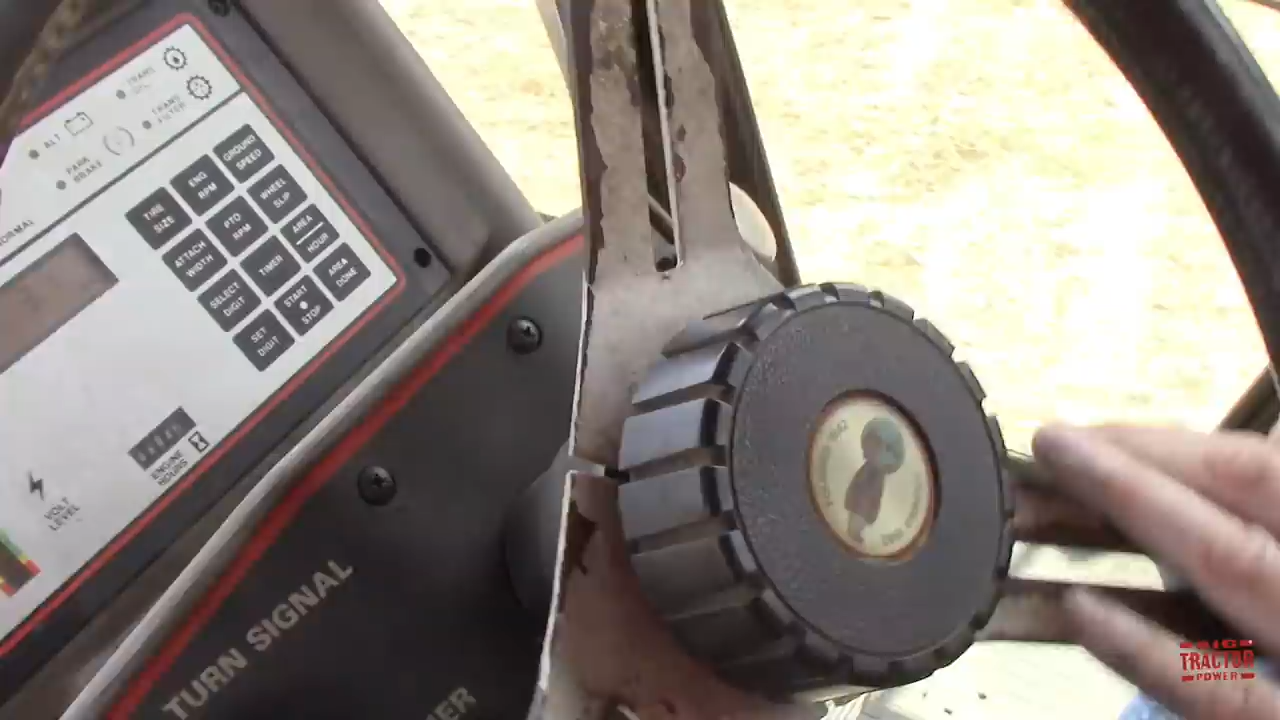 TRANS
OIL
TRANS
FILTER
ALT
PARK
BRAKE
GROUND
SPEED
ENG
RPM
WHEEL
SLIP
TIRE
SIZE
PTO
RPM
AREA
HOUR
ATTACH
WIDTH
TIMER
AREA
DONE
SELECT
DIGIT
START
STOP
SET
DIGIT
ENGINE
HOURS
VOLT
LEVEL
TURN SIGNAL
BIG
TRACTOR
POWER